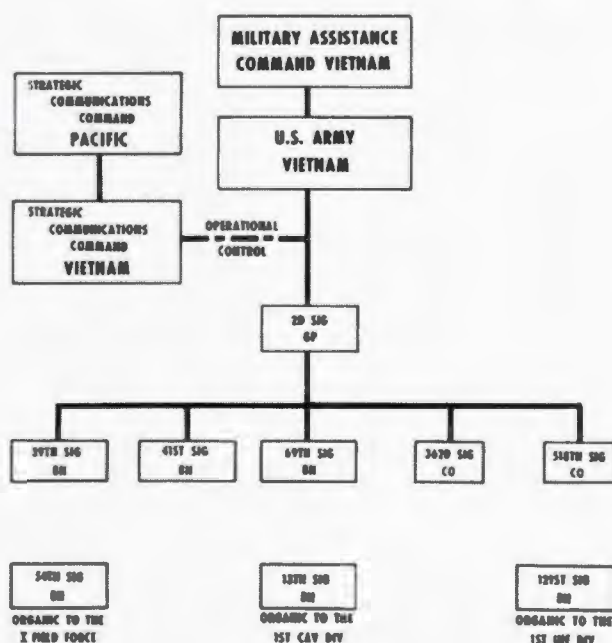 MILITARY ASSISTANCE
COMMAND VIETNAM
STRATEGIC
COMMUNICATIONS
COMMAND
PACIFIC
U.S. ARMY
VIETNAM
STRATEGIC
COMMUNICATIONS
COMMAND
VIETNAM
OPERATIONAL
CONTROL
2D SIG
GP
39TH SIG
BN
41ST SIG
BN
69TH SIG
BN
362D SIG
CO
518TH SIG
CO
54TH SIG
BN
ORGANIC TO THE
I FIELD FORCE
13TH SIG
BN
ORGANIC TO THE
1ST CAV DIV
121ST SIG
BN
ORGANIC TO THE
1ST INF DIV